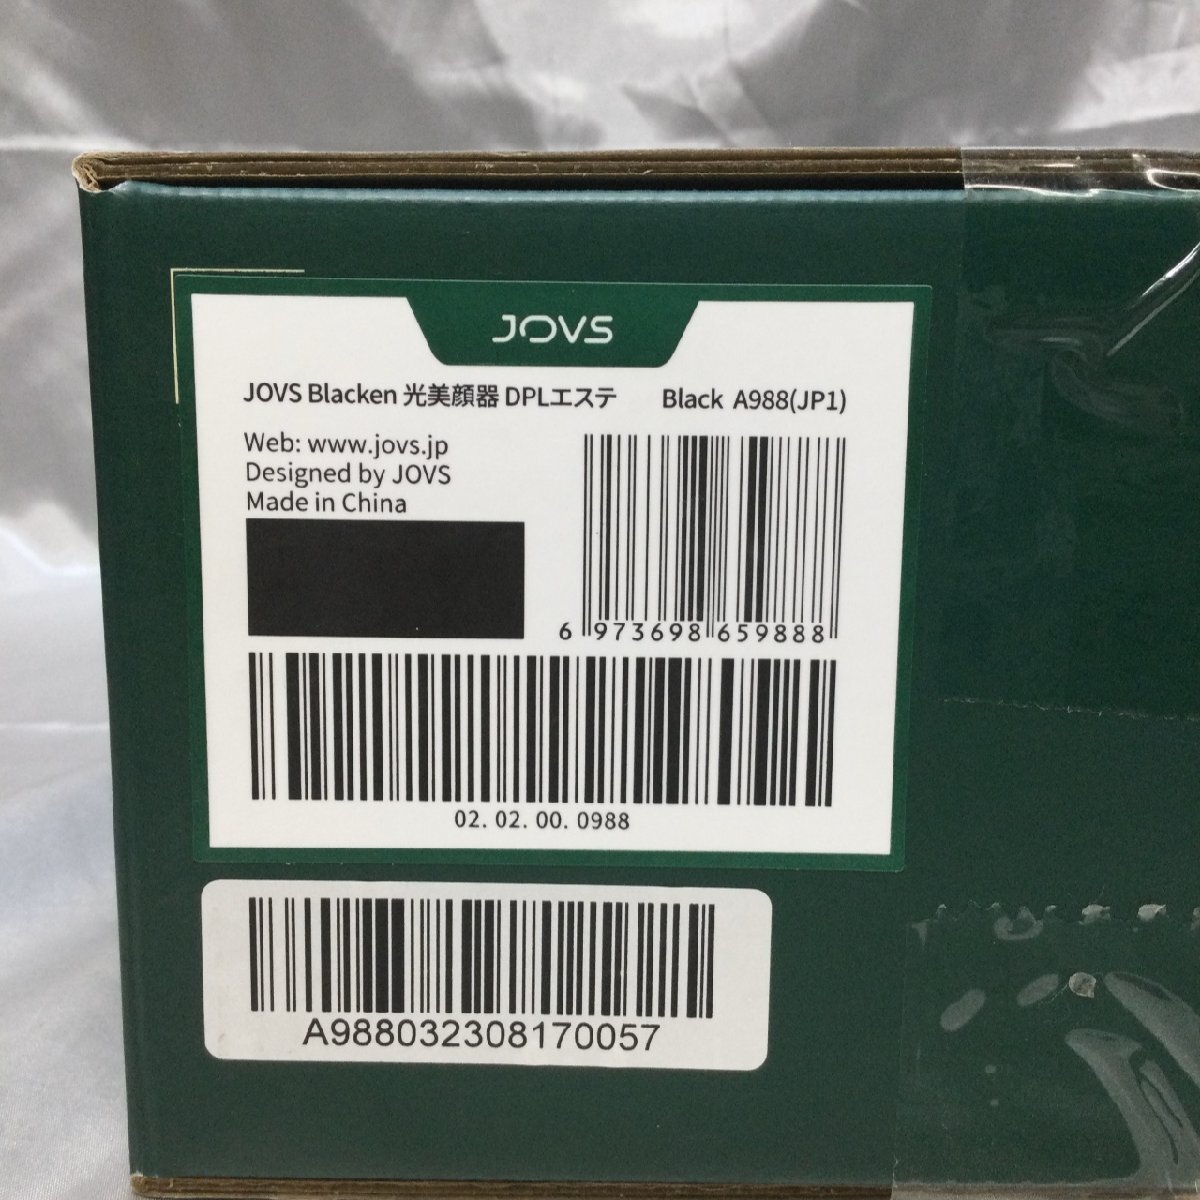 JOVS
JOVS Blacken 光美顔器 DPLエステ Black A988(JP1)
Web: www.jovs.jp
Designed by JOVS
Made in China
6 973698 659888
02. 02. 00. 0988
A988032308170057